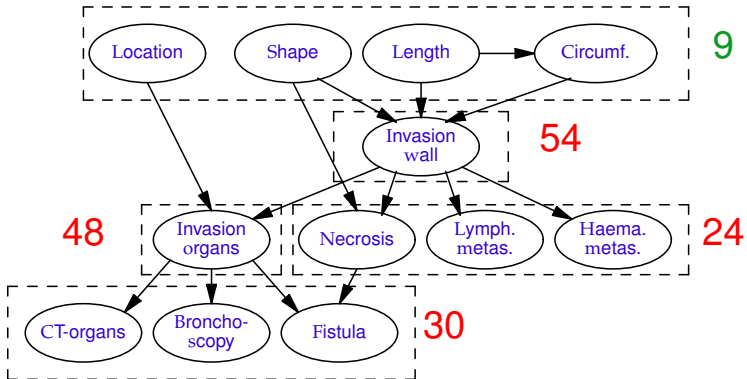 Location
Shape
Length
Circumf.
9
Invasion
wall
54
48
Invasion
organs
Necrosis
Lymph.
metas.
Haema.
metas.
24
CT-organs
Broncho-
scopy
Fistula
30